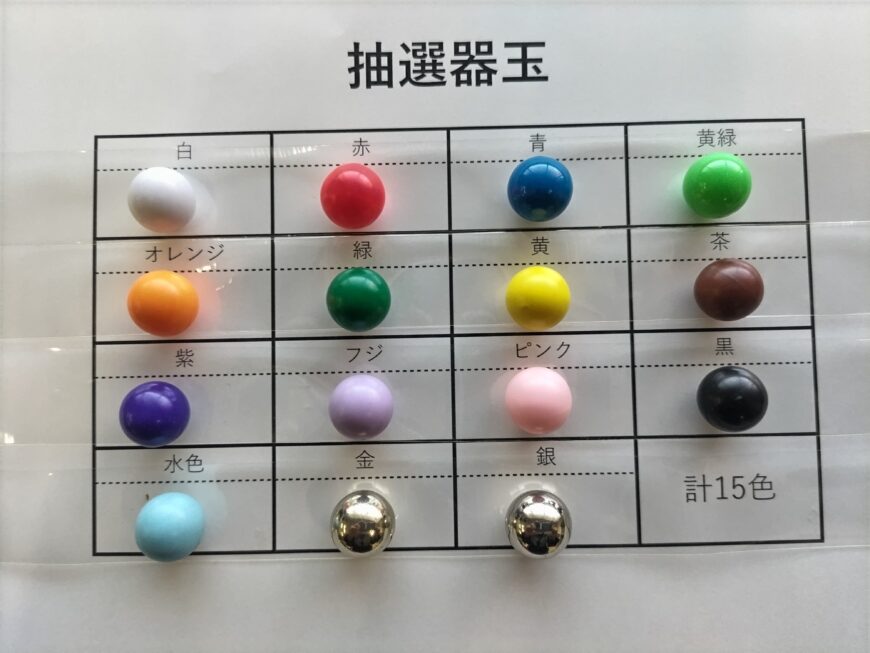 抽選器玉
白 赤 青 黄緑
オレンジ 緑 黄 茶
紫 フジ ピンク 黒
水色 金 銀 計15色